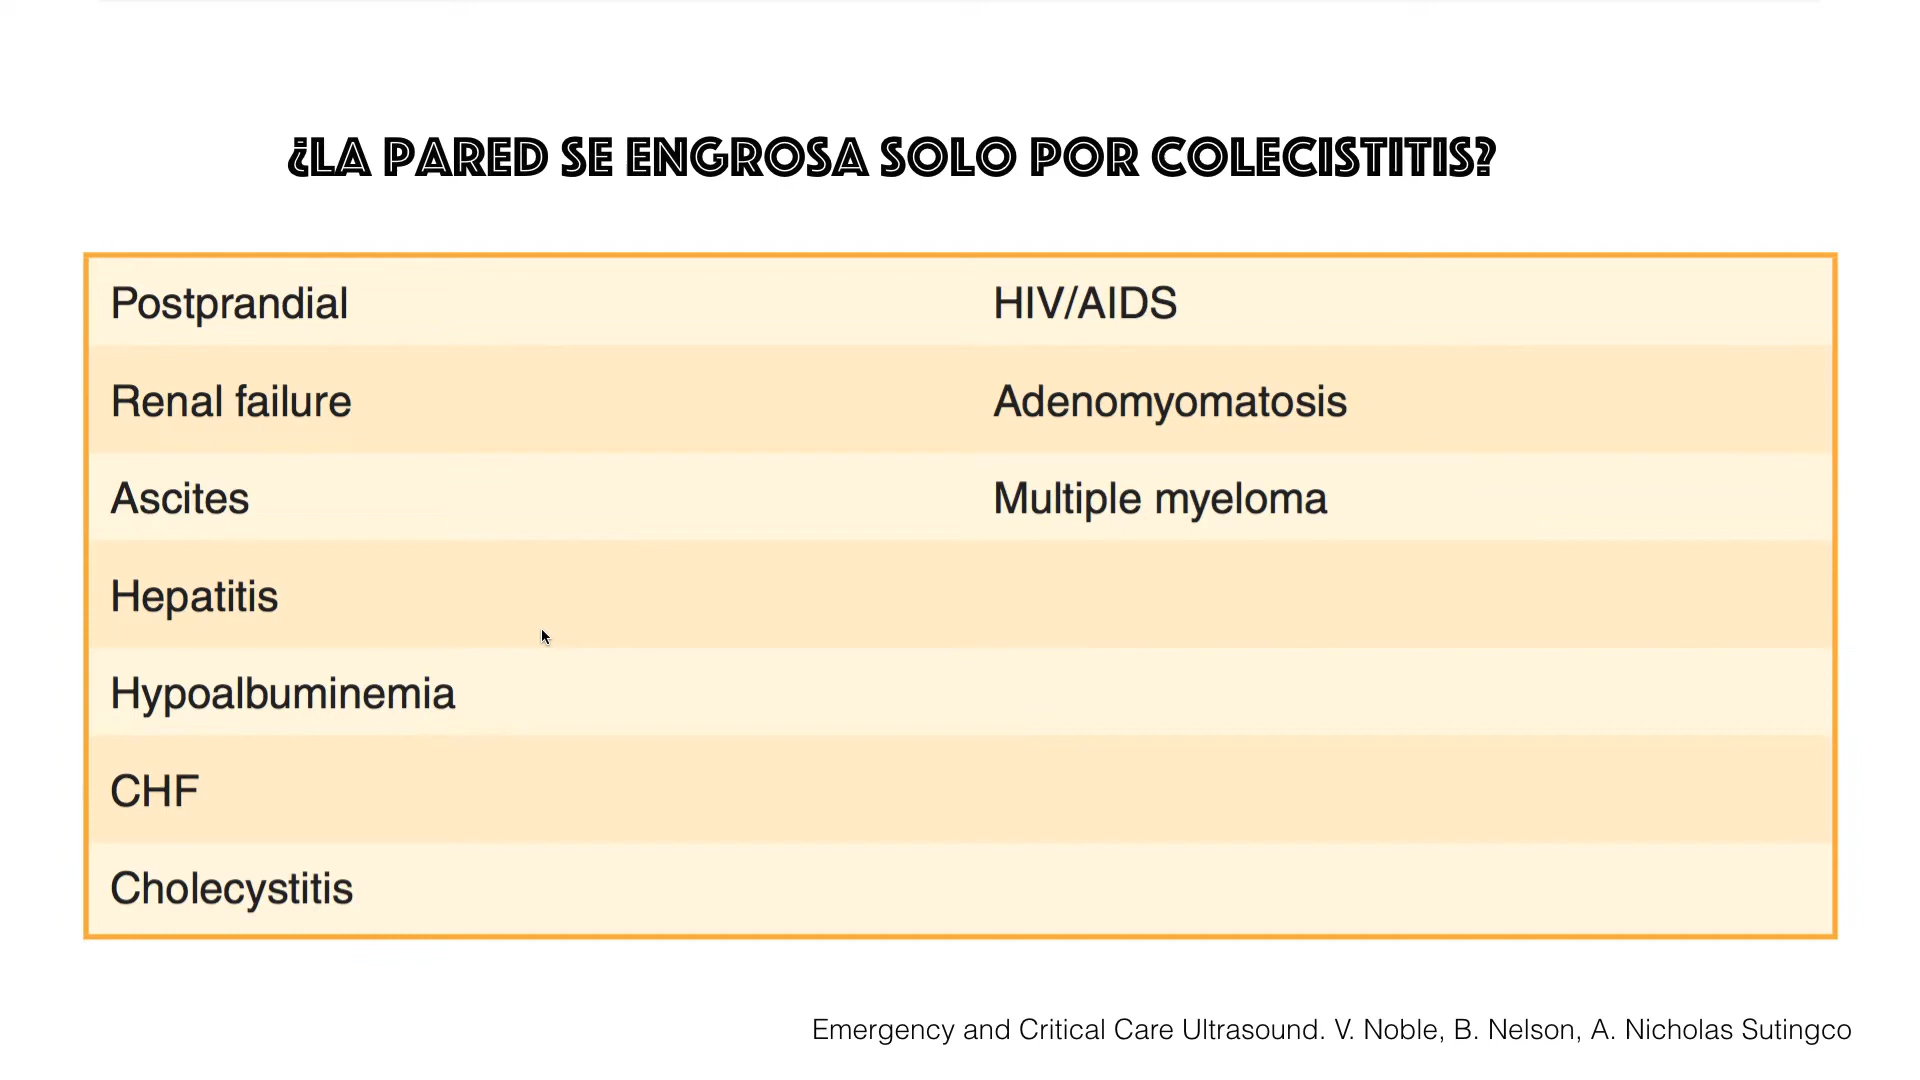 ¿LA PARED SE ENGROSA SOLO POR COLECISTITIS?
Postprandial
HIV/AIDS
Renal failure
Adenomyomatosis
Ascites
Multiple myeloma
Hepatitis
Hypoalbuminemia
CHF
Cholecystitis
Emergency and Critical Care Ultrasound. V. Noble, B. Nelson, A. Nicholas Sutingco